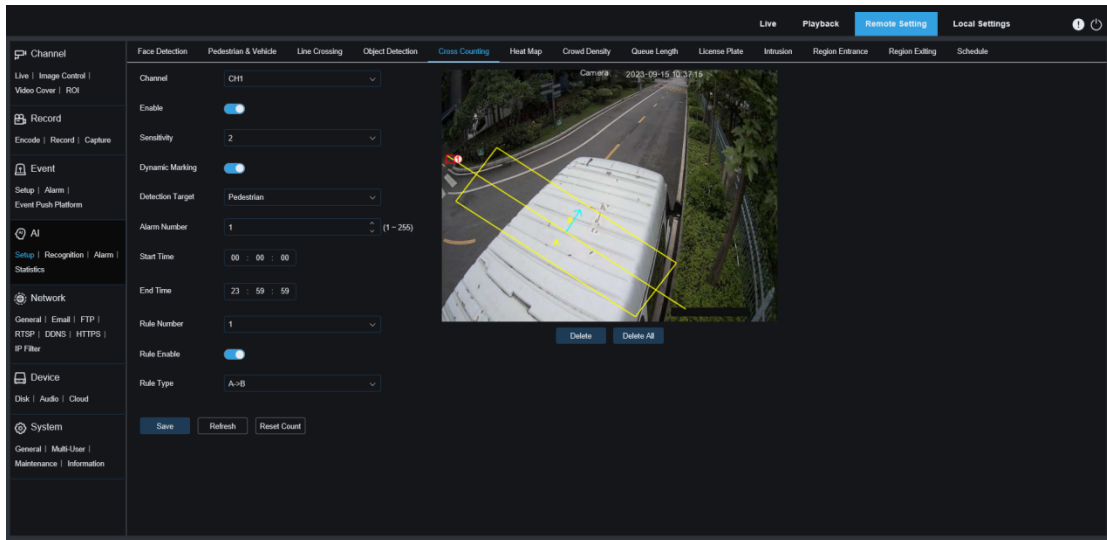 Live Playback Remote Setting Local Settings
Channel
Live | Image Control |
Video Cover | ROI
Record
Encode | Record | Capture
Event
Setup | Alarm |
Event Push Platform
AI
Setup | Recognition | Alarm |
Statistics
Network
General | Email | FTP |
RTSP | DDNS | HTTPS |
IP Filter
Device
Disk | Audio | Cloud
System
General | Multi-User |
Maintenance | Information
Face Detection Pedestrian & Vehicle Line Crossing Object Detection Cross Counting Heat Map Crowd Density Queue Length License Plate Intrusion Region Entrance Region Exiting Schedule
Channel CH1
Enable
Sensitivity 2
Dynamic Marking
Detection Target Pedestrian
Alarm Number 1 (1 ~ 255)
Start Time 00 : 00 : 00
End Time 23 : 59 : 59
Rule Number 1
Rule Enable
Rule Type A->B
Save Refresh Reset Count
Camera 2023-09-15 10:37:15
1
B
A
Delete Delete All